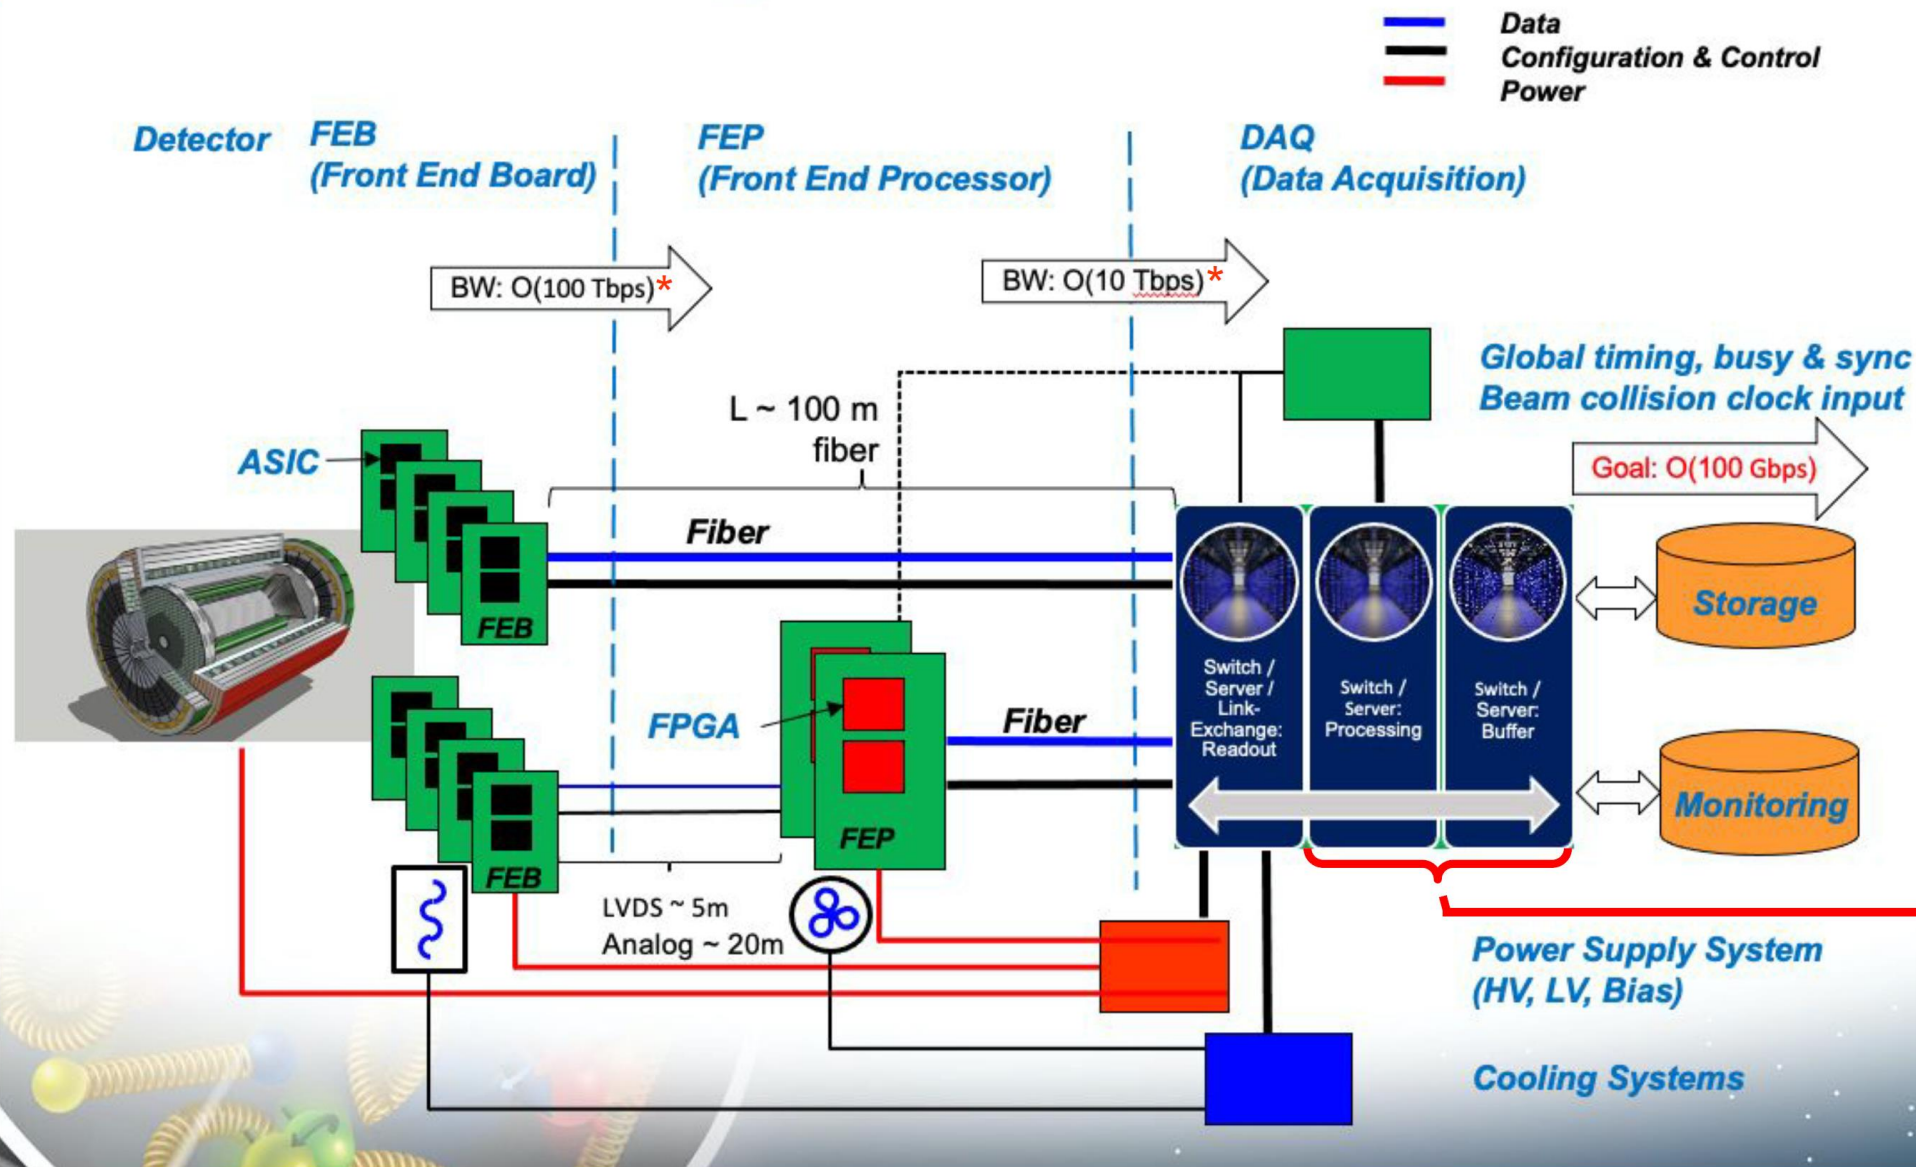 Data
Configuration & Control
Power
Detector
FEB
(Front End Board)
FEP
(Front End Processor)
DAQ
(Data Acquisition)
BW: O(100 Tbps)*
BW: O(10 Tbps)*
Global timing, busy & sync
Beam collision clock input
L ~ 100 m
fiber
ASIC
Goal: O(100 Gbps)
Fiber
FEB
Storage
Switch /
Server /
Link-
Exchange:
Readout
Switch /
Server:
Processing
Switch /
Server:
Buffer
FPGA
Fiber
Monitoring
FEP
FEB
LVDS ~ 5m
Analog ~ 20m
Power Supply System
(HV, LV, Bias)
Cooling Systems